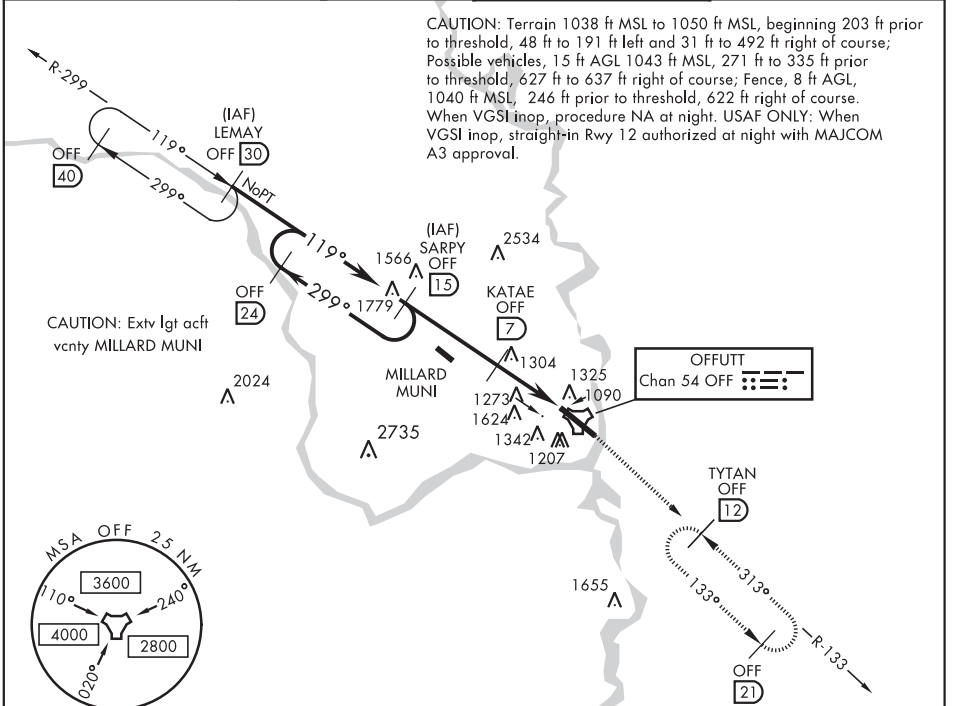 CAUTION: Terrain 1038 ft MSL to 1050 ft MSL, beginning 203 ft prior
to threshold, 48 ft to 191 ft left and 31 ft to 492 ft right of course;
Possible vehicles, 15 ft AGL 1043 ft MSL, 271 ft to 335 ft prior
to threshold, 627 ft to 637 ft right of course; Fence, 8 ft AGL,
1040 ft MSL, 246 ft prior to threshold, 622 ft right of course.
When VGSI inop, procedure NA at night. USAF ONLY: When
VGSI inop, straight-in Rwy 12 authorized at night with MAJCOM
A3 approval.
R-299
(IAF)
LEMAY
OFF 30
119°
299°
OFF
40
NoPT
119°
299°
OFF
24
1566
1779
(IAF)
SARPY
OFF
15
2534
KATAE
OFF
7
CAUTION: Extv lgt acft
vcnty MILLARD MUNI
MILLARD
MUNI
2024
2735
1304
1325
1090
1273
1624
1342
1207
OFFUTT
Chan 54 OFF
TYTAN
OFF
12
313°
133°
R-133
OFF
21
1655
MSA OFF 25 NM
3600
110°
240°
4000
2800
020°